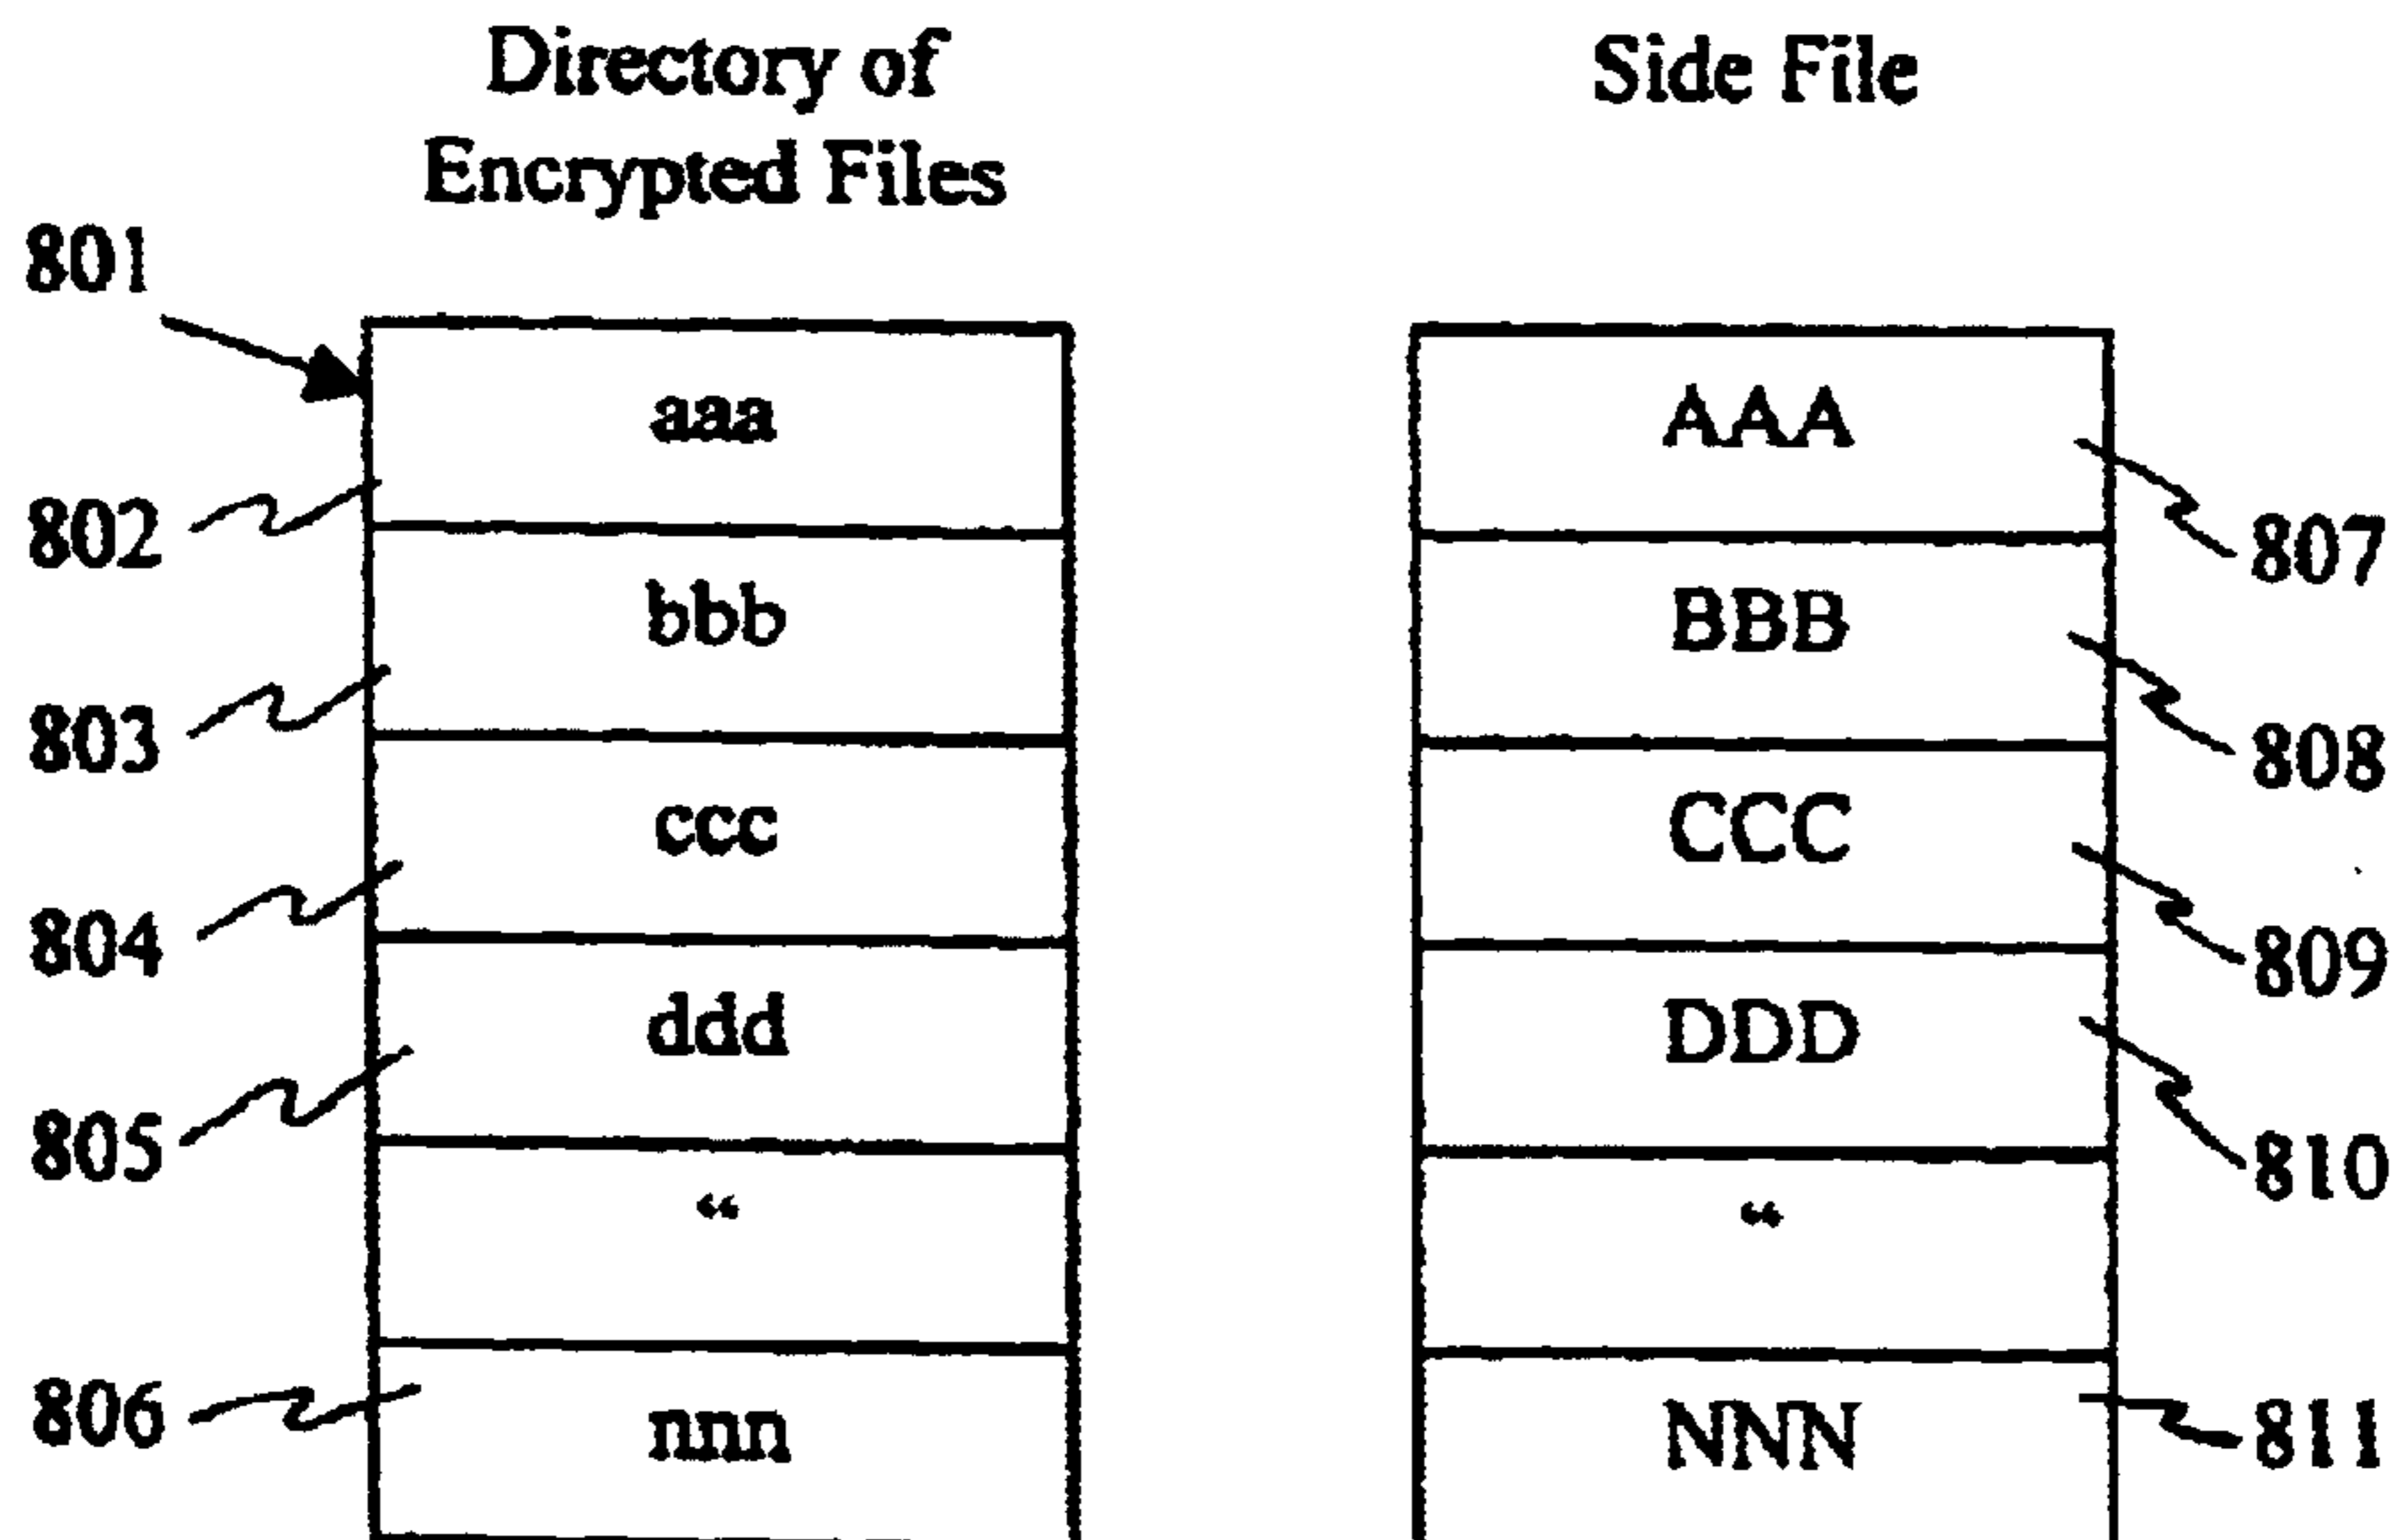 Directory of
Encrypted Files
801
aaa
802
bbb
803
ccc
804
ddd
805
“
806
nnn
Side File
AAA
807
BBB
808
CCC
809
DDD
810
“
NNN
811